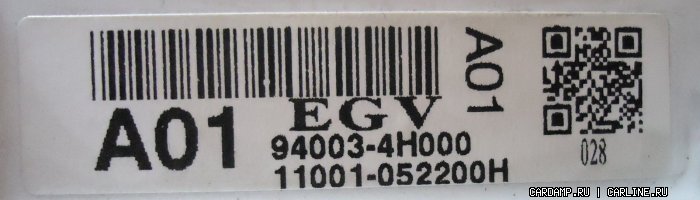 A01
EGV
94003-4H000
11001-052200H
A01
028
CARDAMP.RU | CARLINE.RU